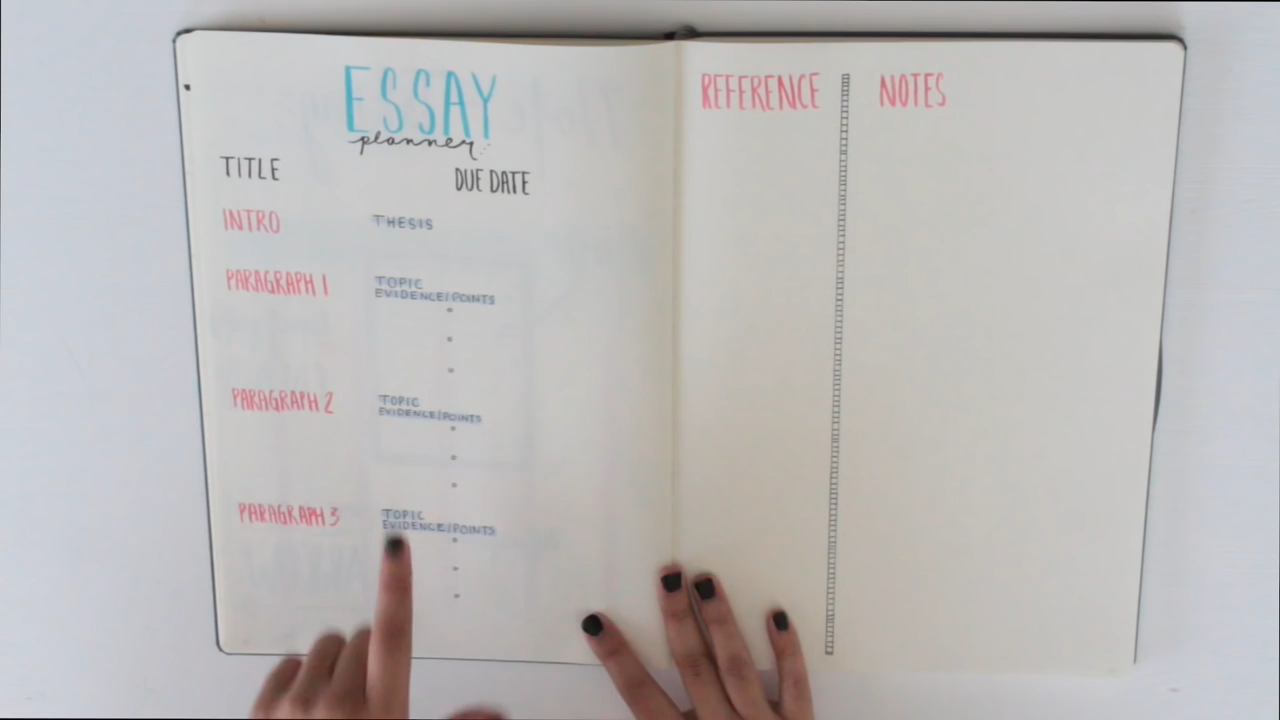 ESSAY
planner
TITLE
DUE DATE
INTRO
THESIS
PARAGRAPH 1
TOPIC
EVIDENCE/POINTS
PARAGRAPH 2
TOPIC
EVIDENCE/POINTS
PARAGRAPH 3
TOPIC
EVIDENCE/POINTS
REFERENCE
NOTES